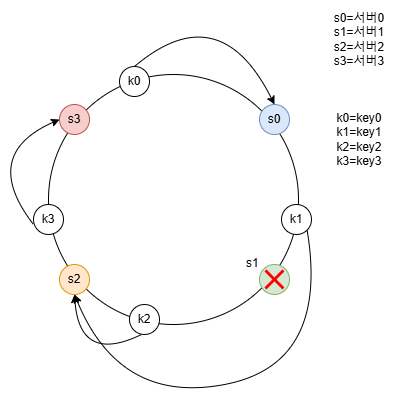 s0=서버0
s1=서버1
s2=서버2
s3=서버3
k0
s3
s0
k0=key0
k1=key1
k2=key2
k3=key3
k3
k1
s1
s2
k2